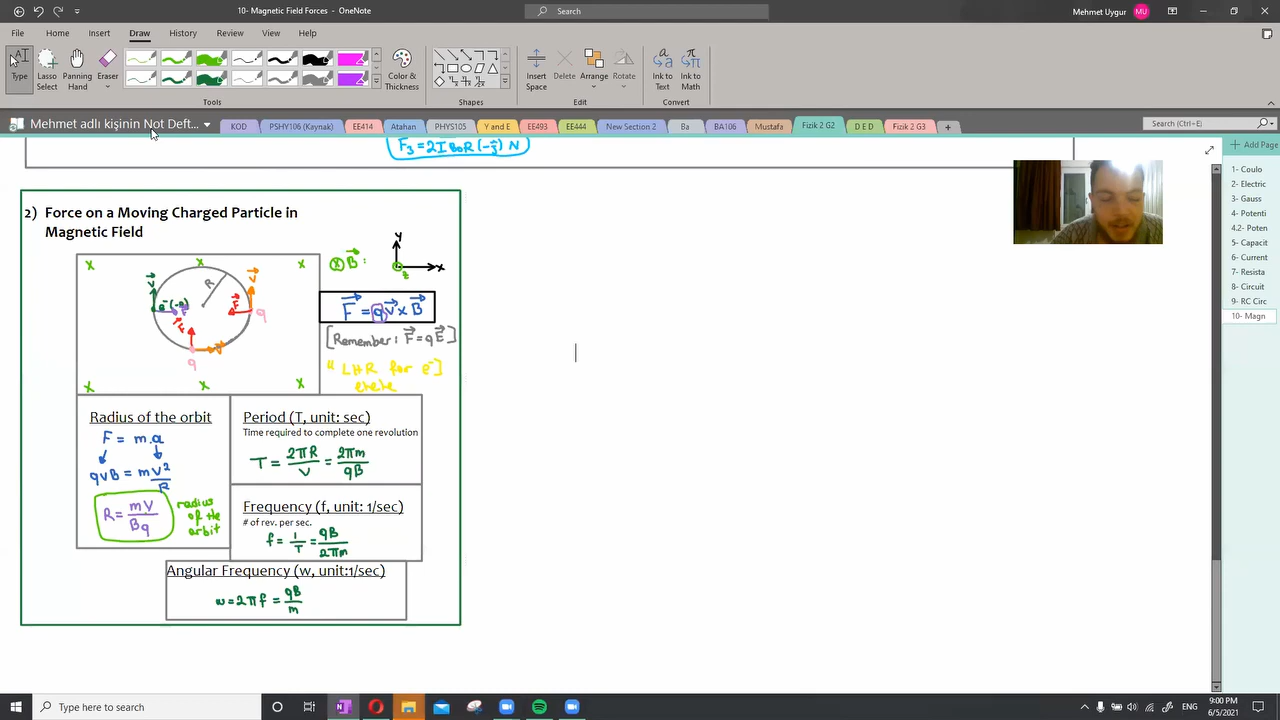 10- Magnetic Field Forces - OneNote
Search
Mehmet Uygur
MU
File Home Insert Draw History Review View Help
Type
Lasso Select
Panning Hand
Eraser
Color & Thickness
Insert Space
Delete
Arrange
Rotate
Ink to Text
Ink to Math
Tools Shapes Edit Convert
Mehmet adlı kişinin Not Deft...
KOD PSHY106 (Kaynak) EE414 Atahan PHYS105 Y and E EE493 EE444 New Section 2 Ba BA106 Mustafa Fizik 2 G2 D E D Fizik 2 G3
Search (Ctrl+E)
Add Page
1- Coulo
2- Electric
3- Gauss
4- Potenti
4.2- Poten
5- Capacit
6- Current
7- Resista
8- Circuit
9- RC Circ
10- Magn
F₃ = 2IB₀R (-ĵ) N
2) Force on a Moving Charged Particle in
Magnetic Field
x x x
R
v⃗
v⃗
e⁻ (-q)
F⃗
F⃗
q
v⃗
q
x x x
ⓧ B⃗ :
y
x
z
F⃗ = qv⃗ x B⃗
[Remember: F⃗ = qE⃗]
" LHR for e⁻]
Radius of the orbit
F = m.a
qvB = m v²/R
R = mV/Bq
radius
of the
orbit
Period (T, unit: sec)
Time required to complete one revolution
T = 2πR/V = 2πm/qB
Frequency (f, unit: 1/sec)
# of rev. per sec.
f = 1/T = qB/2πm
Angular Frequency (w, unit:1/sec)
w = 2πf = qB/m
Type here to search
ENG
9:00 PM
6/5/2021